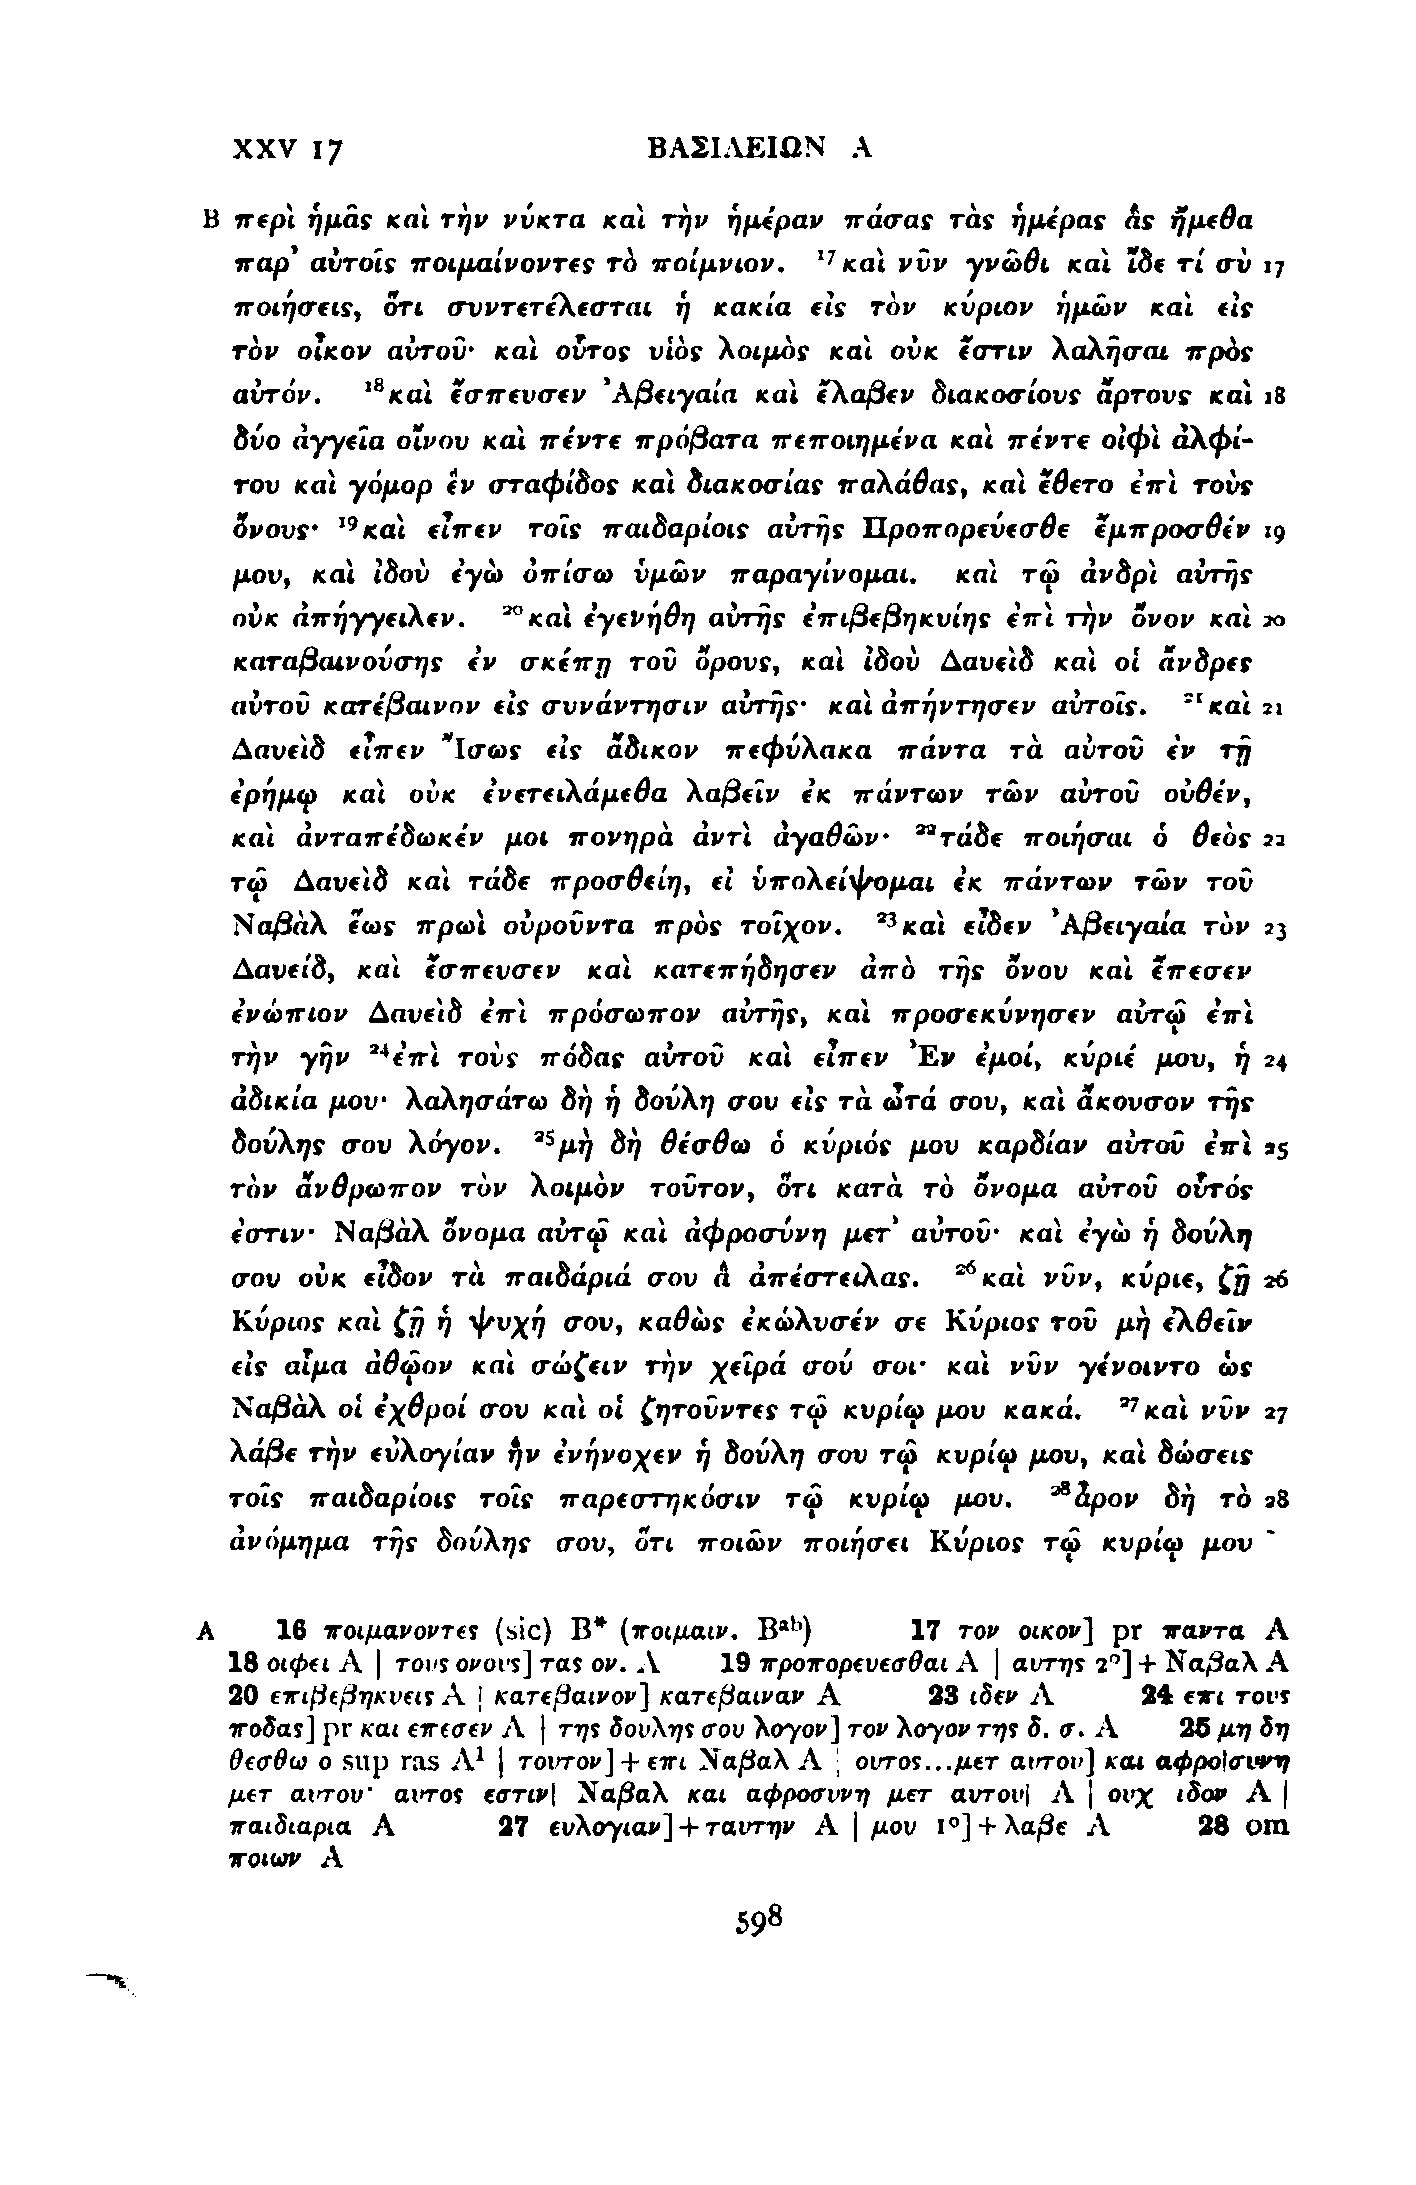 XXV 17 ΒΑΣΙΛΕΙΩΝ Α
B περὶ ἡμᾶς καὶ τὴν νύκτα καὶ τὴν ἡμέραν πάσας τὰς ἡμέρας ἃς ἤμεθα
παρ’ αὐτοῖς ποιμαίνοντες τὸ ποίμνιον. ¹⁷καὶ νῦν γνῶθι καὶ ἴδε τί σὺ 17
ποιήσεις, ὅτι συντετέλεσται ἡ κακία εἰς τὸν κύριον ἡμῶν καὶ εἰς
τὸν οἶκον αὐτοῦ· καὶ οὗτος υἱὸς λοιμὸς καὶ οὐκ ἔστιν λαλῆσαι πρὸς
αὐτόν. ¹⁸καὶ ἔσπευσεν Ἀβειγαία καὶ ἔλαβεν διακοσίους ἄρτους καὶ 18
δύο ἀγγεῖα οἴνου καὶ πέντε πρόβατα πεποιημένα καὶ πέντε οἰφὶ ἀλφί-
του καὶ γόμορ ἓν σταφίδος καὶ διακοσίας παλάθας, καὶ ἔθετο ἐπὶ τοὺς
ὄνους· ¹⁹καὶ εἶπεν τοῖς παιδαρίοις αὐτῆς Προπορεύεσθε ἔμπροσθέν 19
μου, καὶ ἰδοὺ ἐγὼ ὀπίσω ὑμῶν παραγίνομαι. καὶ τῷ ἀνδρὶ αὐτῆς
οὐκ ἀπήγγειλεν. ²⁰καὶ ἐγενήθη αὐτῆς ἐπιβεβηκυίης ἐπὶ τὴν ὄνον καὶ 20
καταβαινούσης ἐν σκέπῃ τοῦ ὄρους, καὶ ἰδοὺ Δαυεὶδ καὶ οἱ ἄνδρες
αὐτοῦ κατέβαινον εἰς συνάντησιν αὐτῆς· καὶ ἀπήντησεν αὐτοῖς. ²¹καὶ 21
Δαυεὶδ εἶπεν Ἴσως εἰς ἄδικον πεφύλακα πάντα τὰ αὐτοῦ ἐν τῇ
ἐρήμῳ καὶ οὐκ ἐνετειλάμεθα λαβεῖν ἐκ πάντων τῶν αὐτοῦ οὐθέν,
καὶ ἀνταπέδωκέν μοι πονηρὰ ἀντὶ ἀγαθῶν· ²²τάδε ποιήσαι ὁ θεὸς 22
τῷ Δαυεὶδ καὶ τάδε προσθείη, εἰ ὑπολείψομαι ἐκ πάντων τῶν τοῦ
Ναβὰλ ἕως πρωὶ οὐροῦντα πρὸς τοῖχον. ²³καὶ εἶδεν Ἀβειγαία τὸν 23
Δαυείδ, καὶ ἔσπευσεν καὶ κατεπήδησεν ἀπὸ τῆς ὄνου καὶ ἔπεσεν
ἐνώπιον Δαυεὶδ ἐπὶ πρόσωπον αὐτῆς, καὶ προσεκύνησεν αὐτῷ ἐπὶ
τὴν γῆν ²⁴ἐπὶ τοὺς πόδας αὐτοῦ καὶ εἶπεν Ἐν ἐμοί, κύριέ μου, ἡ 24
ἀδικία μου· λαλησάτω δὴ ἡ δούλη σου εἰς τὰ ὦτά σου, καὶ ἄκουσον τῆς
δούλης σου λόγον. ²⁵μὴ δὴ θέσθω ὁ κύριός μου καρδίαν αὐτοῦ ἐπὶ 25
τὸν ἄνθρωπον τὸν λοιμὸν τοῦτον, ὅτι κατὰ τὸ ὄνομα αὐτοῦ οὗτός
ἐστιν· Ναβὰλ ὄνομα αὐτῷ καὶ ἀφροσύνη μετ’ αὐτοῦ· καὶ ἐγὼ ἡ δούλη
σου οὐκ εἶδον τὰ παιδάριά σου ἃ ἀπέστειλας. ²⁶καὶ νῦν, κύριε, ζῇ 26
Κύριος καὶ ζῇ ἡ ψυχή σου, καθὼς ἐκώλυσέν σε Κύριος τοῦ μὴ ἐλθεῖν
εἰς αἷμα ἀθῷον καὶ σώζειν τὴν χεῖρά σού σοι· καὶ νῦν γένοιντο ὡς
Ναβὰλ οἱ ἐχθροί σου καὶ οἱ ζητοῦντες τῷ κυρίῳ μου κακά. ²⁷καὶ νῦν 27
λάβε τὴν εὐλογίαν ἣν ἐνήνοχεν ἡ δούλη σου τῷ κυρίῳ μου, καὶ δώσεις
τοῖς παιδαρίοις τοῖς παρεστηκόσιν τῷ κυρίῳ μου. ²⁸ἆρον δὴ τὸ 28
ἀνόμημα τῆς δούλης σου, ὅτι ποιῶν ποιήσει Κύριος τῷ κυρίῳ μου
A 16 ποιμανοντες (sic) B* (ποιμαιν. Bᵃᵇ) 17 τον οικον] pr παντα A
18 οιφει A | τους ονους] τας ον. A 19 προπορευεσθαι A | αυτης 2°] + Ναβαλ A
20 επιβεβηκυεις A | κατεβαινον] κατεβαιναν A 23 ιδεν A 24 επι τους
ποδας] pr και επεσεν A | της δουλης σου λογον] τον λογον της δ. σ. A 25 μη δη
θεσθω ο sup ras A¹ | τουτον] + επι Ναβαλ A | ουτος...μετ αυτου] και αφρο|συνη
μετ αυτου· αυτος εστιν| Ναβαλ και αφροσυνη μετ αυτου| A | ουχ ιδον A |
παιδιαρια A 27 ευλογιαν] + ταυτην A | μου 1°] + λαβε A 28 om
ποιων A
598